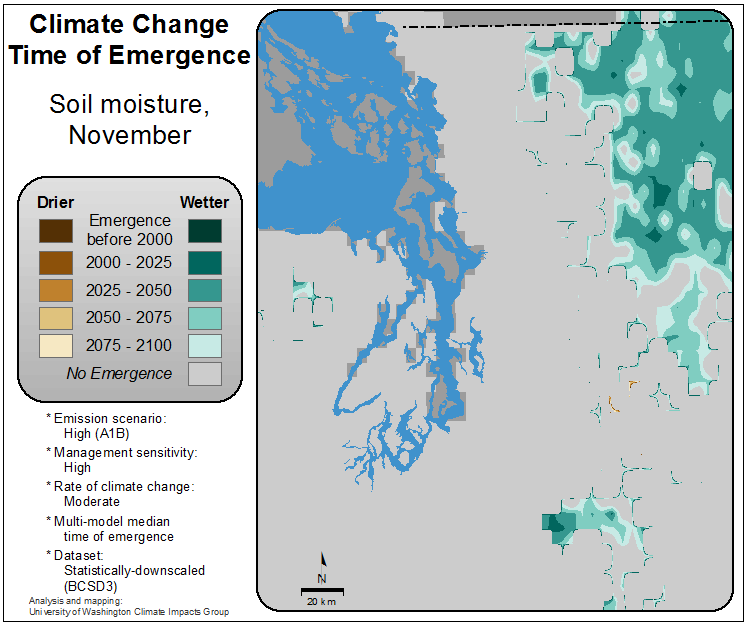 Climate Change
Time of Emergence
Soil moisture,
November
Drier
Wetter
Emergence
before 2000
2000 - 2025
2025 - 2050
2050 - 2075
2075 - 2100
No Emergence
* Emission scenario:
High (A1B)
* Management sensitivity:
High
* Rate of climate change:
Moderate
* Multi-model median
time of emergence
* Dataset:
Statistically-downscaled
(BCSD3)
Analysis and mapping:
University of Washington Climate Impacts Group
N
20 km